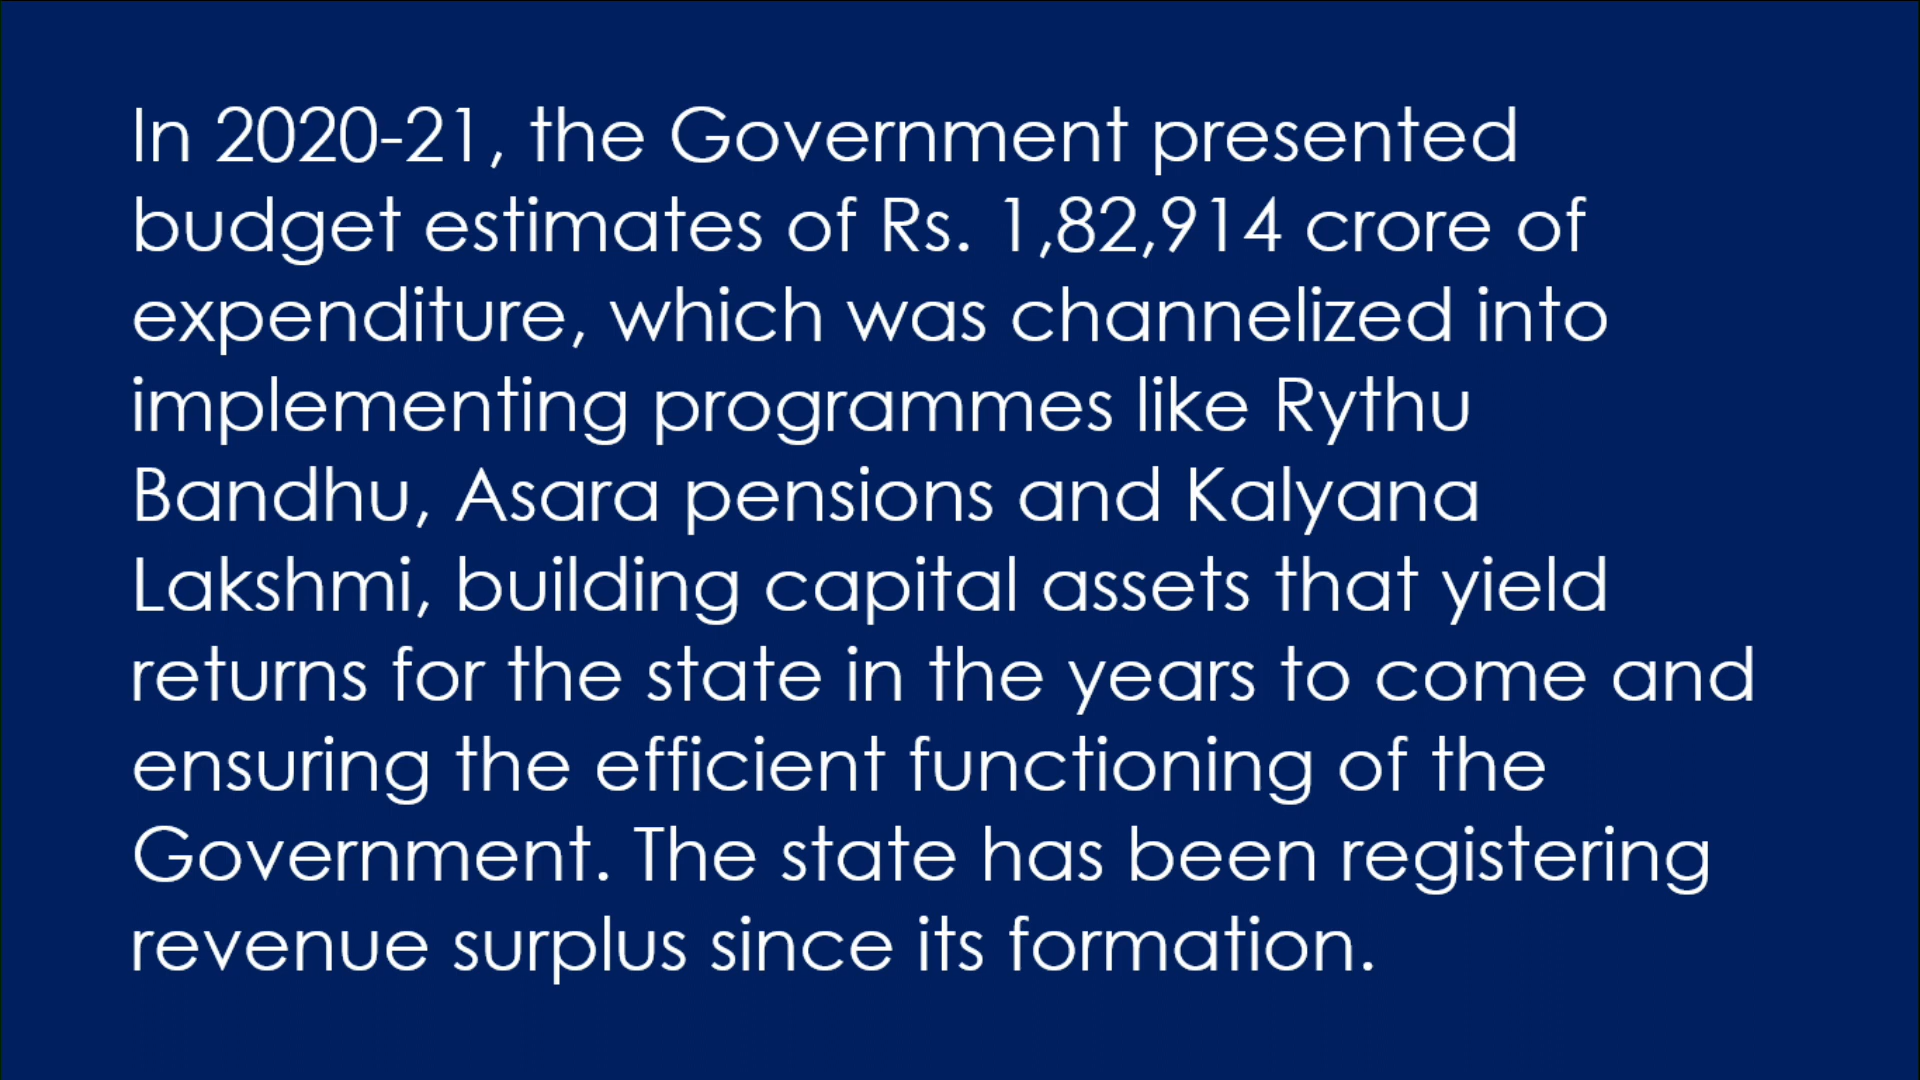 In 2020-21, the Government presented
budget estimates of Rs. 1,82,914 crore of
expenditure, which was channelized into
implementing programmes like Rythu
Bandhu, Asara pensions and Kalyana
Lakshmi, building capital assets that yield
returns for the state in the years to come and
ensuring the efficient functioning of the
Government. The state has been registering
revenue surplus since its formation.